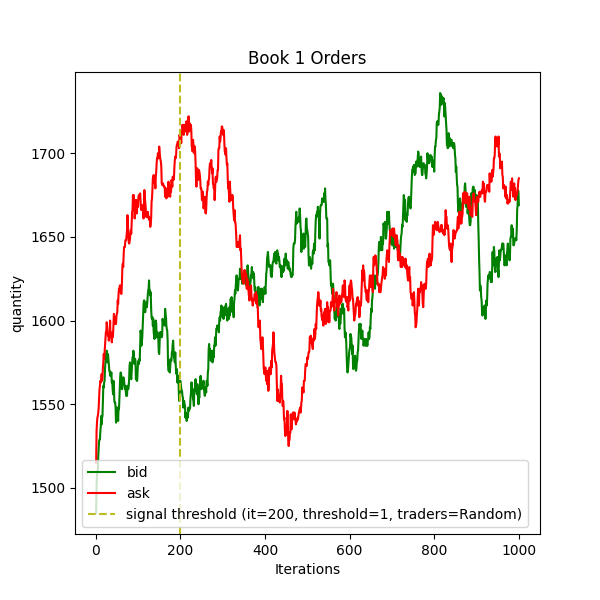 Book 1 Orders
quantity
1700
1650
1600
1550
1500
bid
ask
signal threshold (it=200, threshold=1, traders=Random)
0 200 400 600 800 1000
Iterations